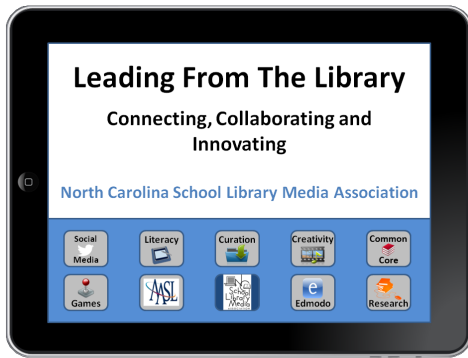 Leading From The Library
Connecting, Collaborating and
Innovating
North Carolina School Library Media Association
Social
Media
Literacy
Curation
Creativity
Common
Core
Games
AASL
School
Library
Media
e
Edmodo
Research